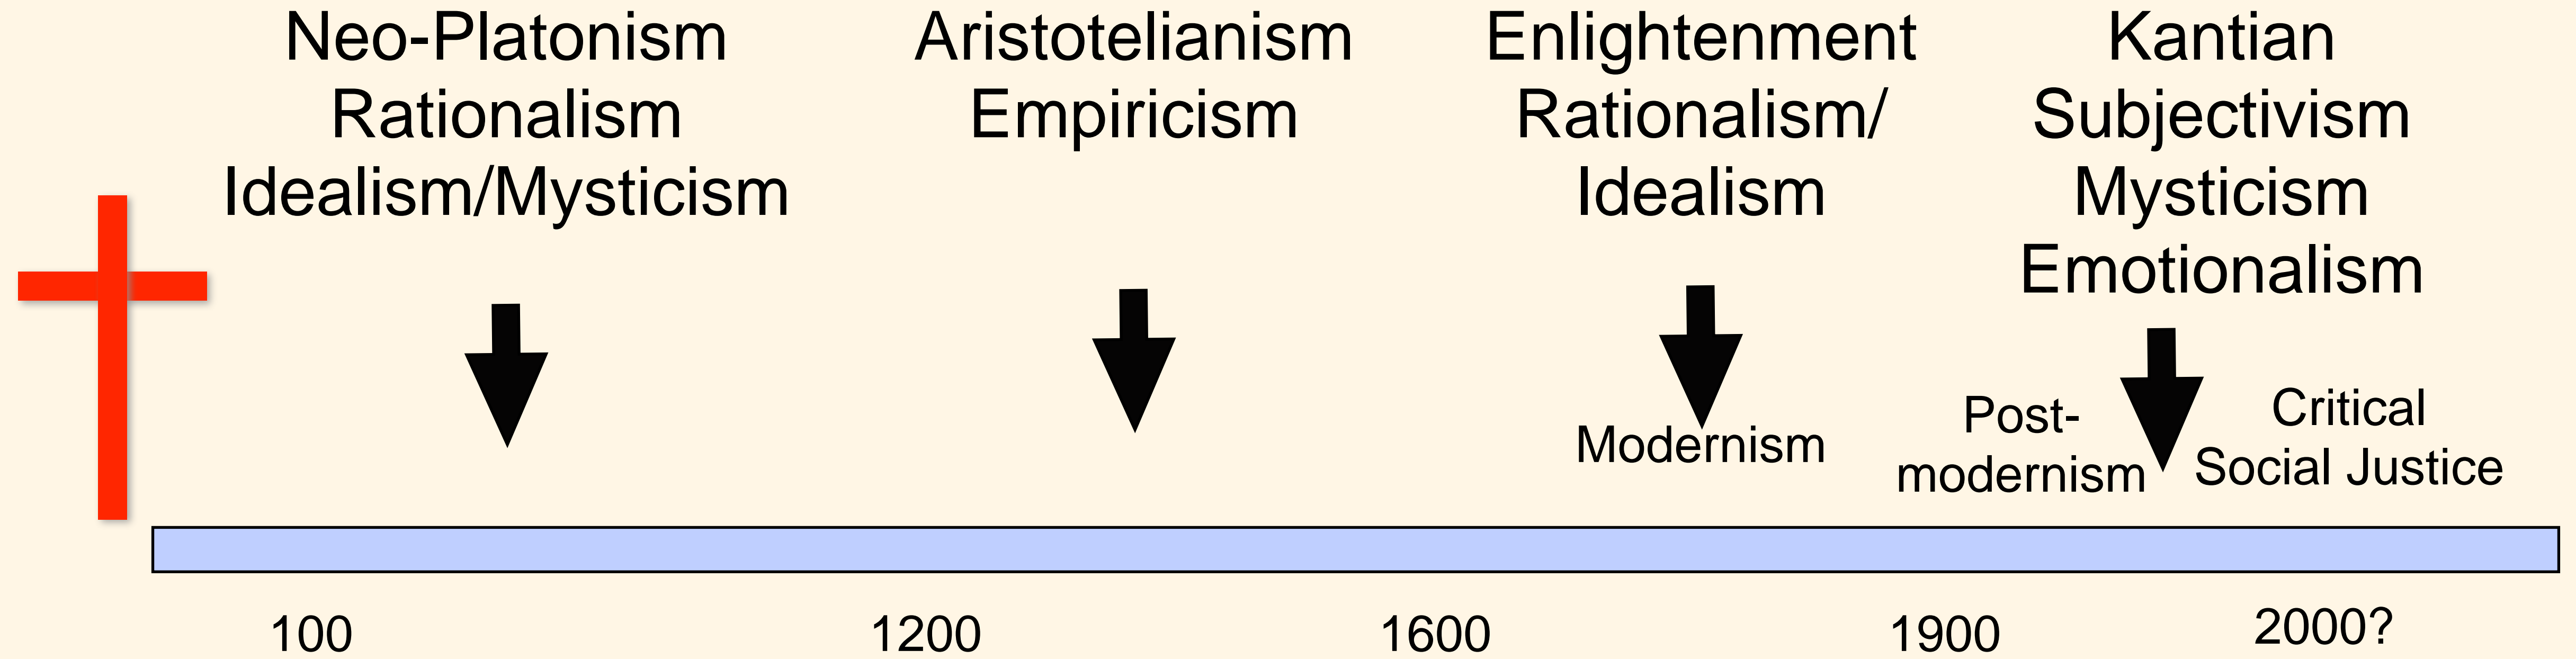 Neo-Platonism
Rationalism
Idealism/Mysticism
Aristotelianism
Empiricism
Enlightenment
Rationalism/
Idealism
Kantian
Subjectivism
Mysticism
Emotionalism
Modernism
Post-
modernism
Critical
Social Justice
100
1200
1600
1900
2000?